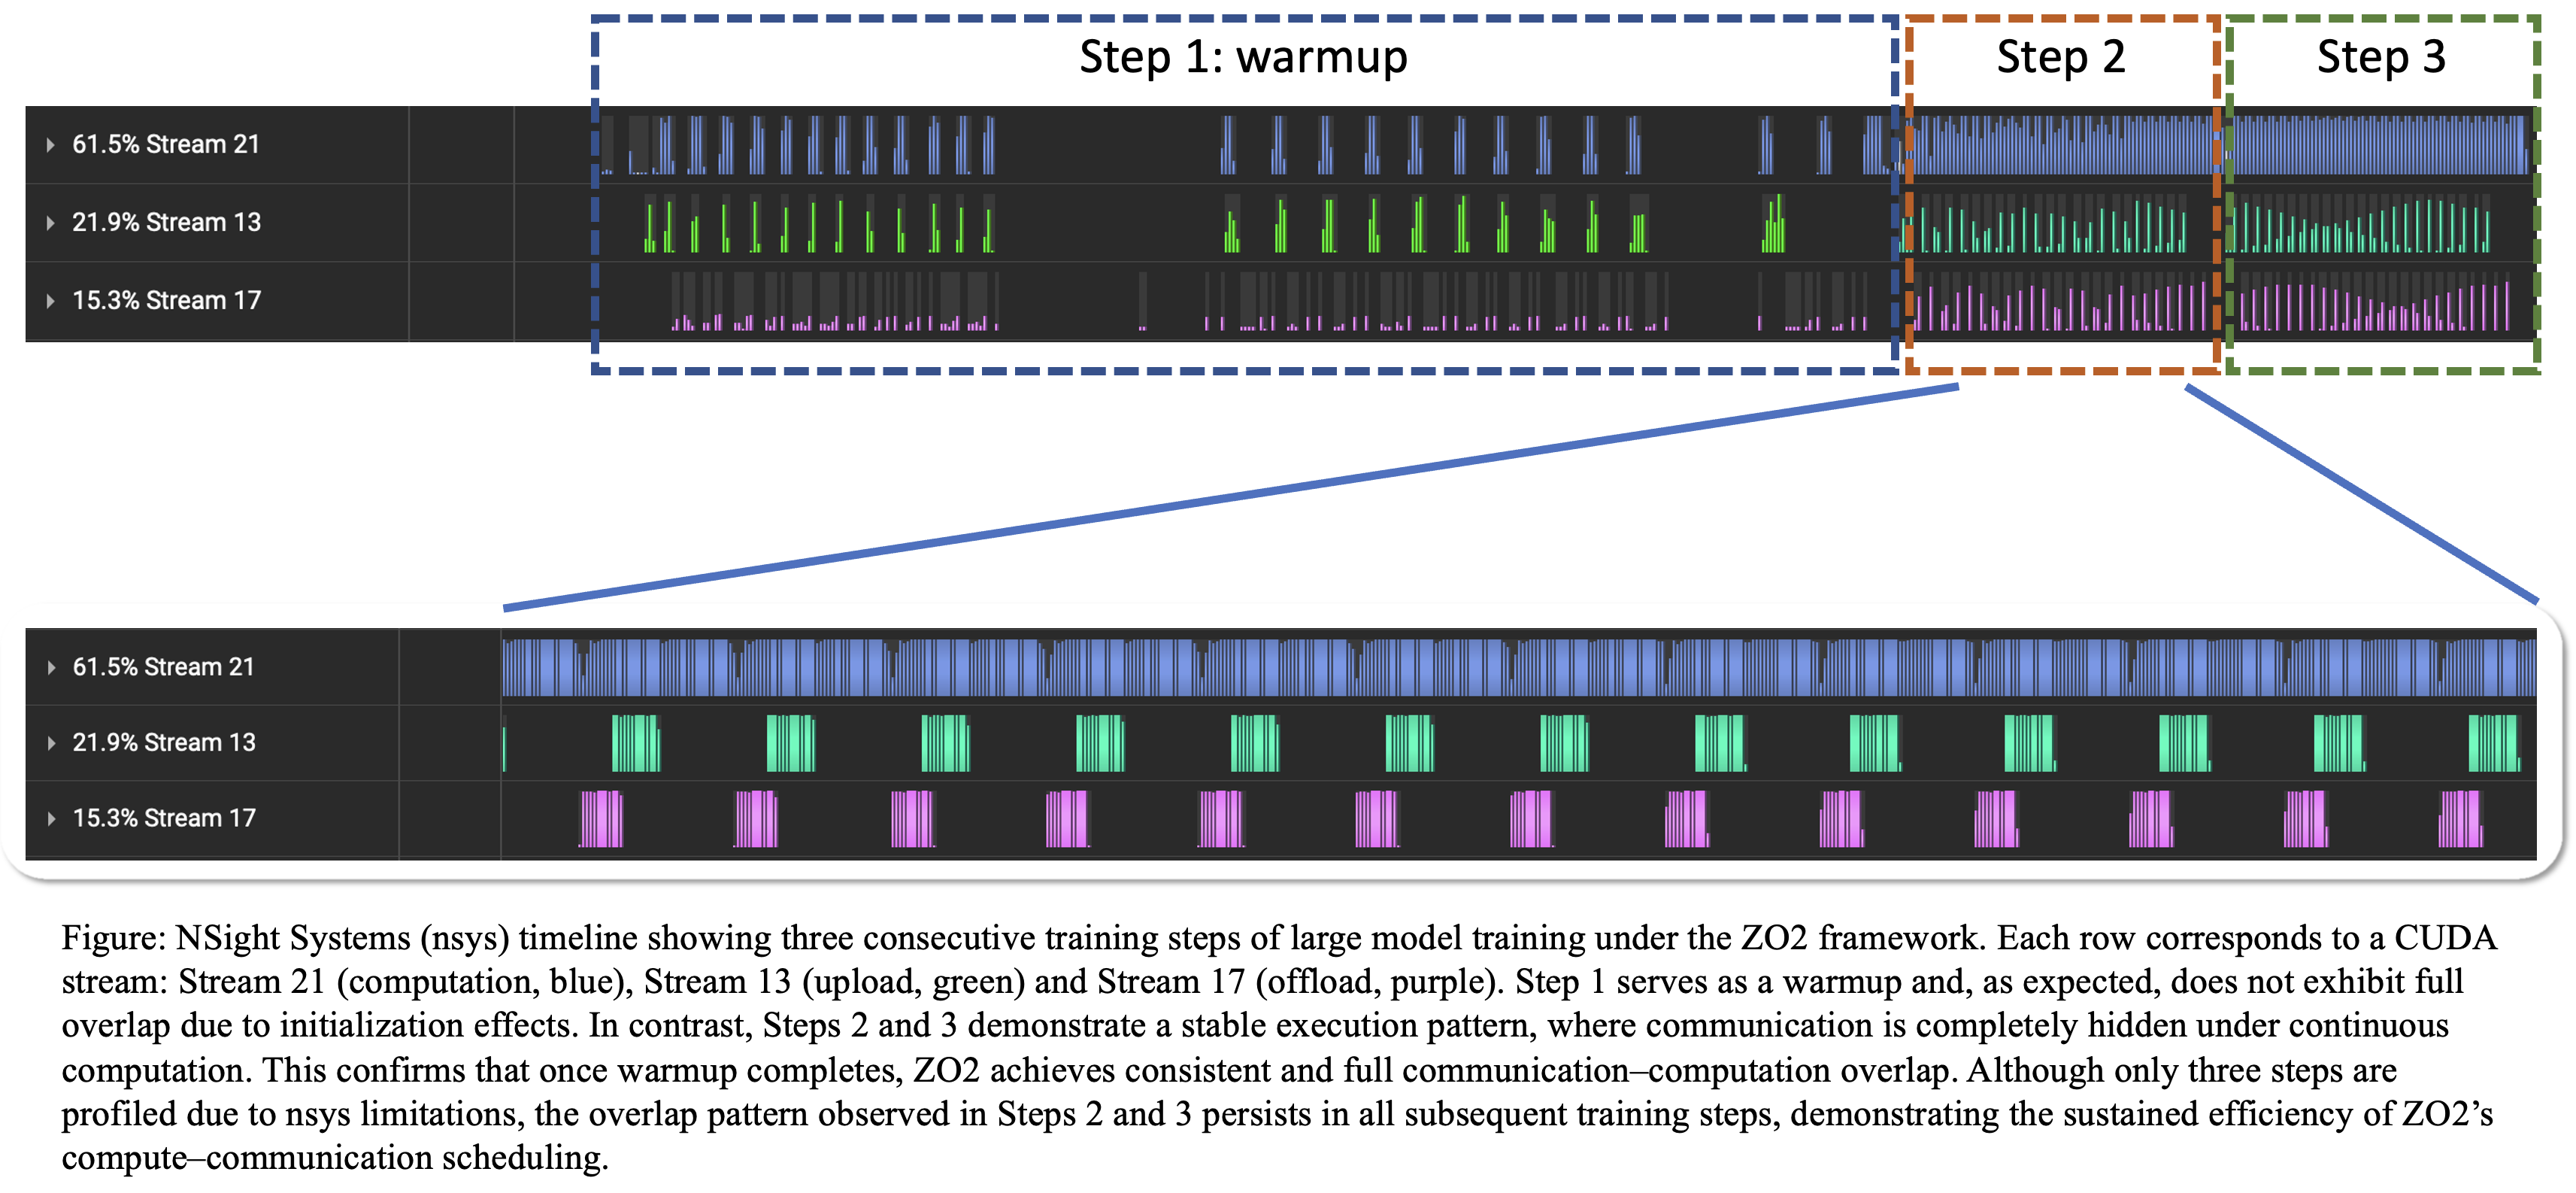 Step 1: warmup
Step 2
Step 3
61.5% Stream 21
21.9% Stream 13
15.3% Stream 17
61.5% Stream 21
21.9% Stream 13
15.3% Stream 17
Figure: NSight Systems (nsys) timeline showing three consecutive training steps of large model training under the ZO2 framework. Each row corresponds to a CUDA
stream: Stream 21 (computation, blue), Stream 13 (upload, green) and Stream 17 (offload, purple). Step 1 serves as a warmup and, as expected, does not exhibit full
overlap due to initialization effects. In contrast, Steps 2 and 3 demonstrate a stable execution pattern, where communication is completely hidden under continuous
computation. This confirms that once warmup completes, ZO2 achieves consistent and full communication–computation overlap. Although only three steps are
profiled due to nsys limitations, the overlap pattern observed in Steps 2 and 3 persists in all subsequent training steps, demonstrating the sustained efficiency of ZO2’s
compute–communication scheduling.